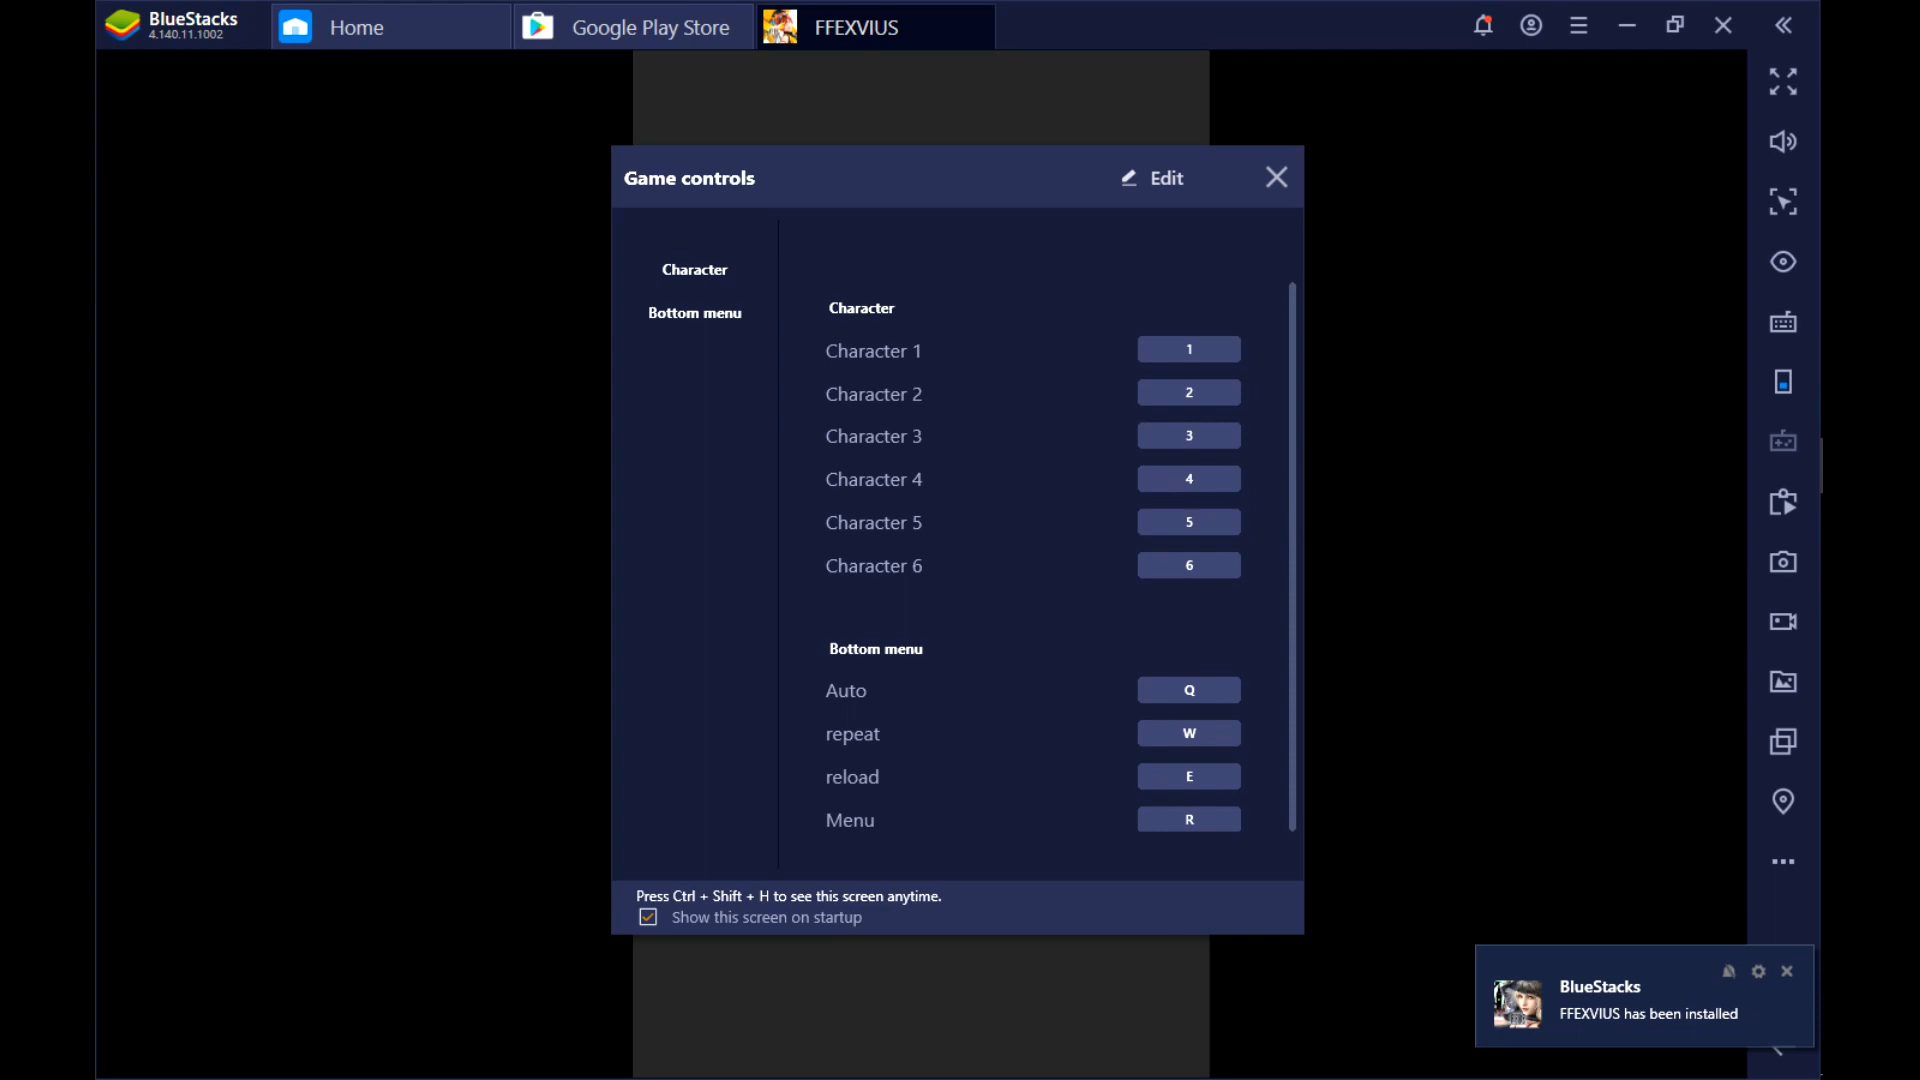 BlueStacks
4.140.11.1002
Home
Google Play Store
FFEXVIUS
Game controls
Edit
Character
Bottom menu
Character
Character 1
1
Character 2
2
Character 3
3
Character 4
4
Character 5
5
Character 6
6
Bottom menu
Auto
Q
repeat
W
reload
E
Menu
R
Press Ctrl + Shift + H to see this screen anytime.
Show this screen on startup
BlueStacks
FFEXVIUS has been installed